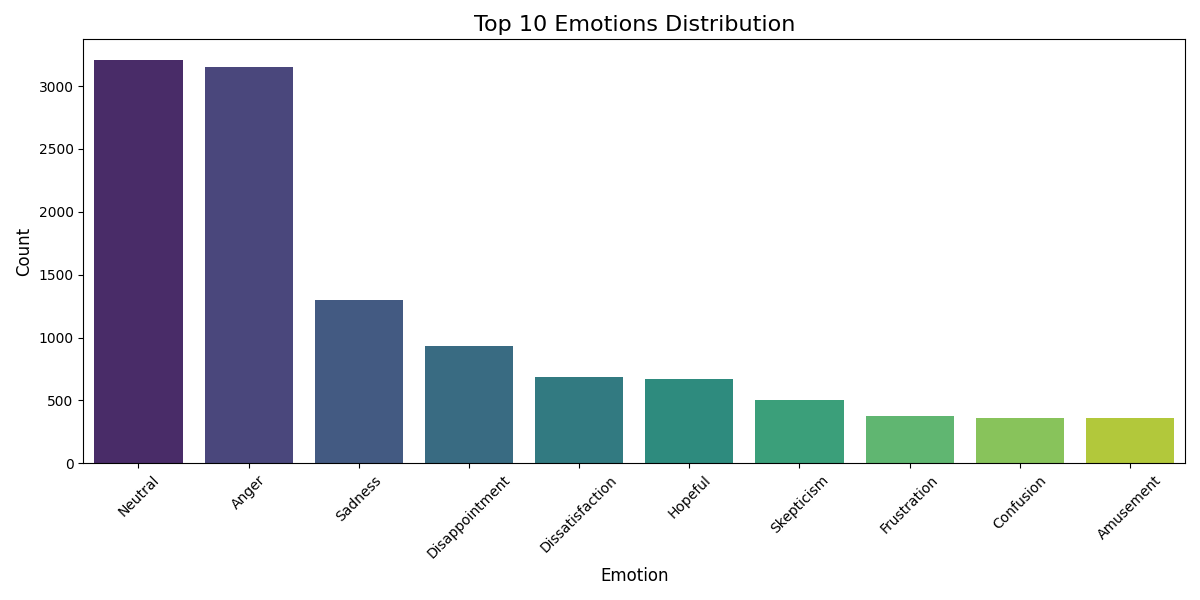 Top 10 Emotions Distribution
Count
3000
2500
2000
1500
1000
500
0
Neutral
Anger
Sadness
Disappointment
Dissatisfaction
Hopeful
Skepticism
Frustration
Confusion
Amusement
Emotion